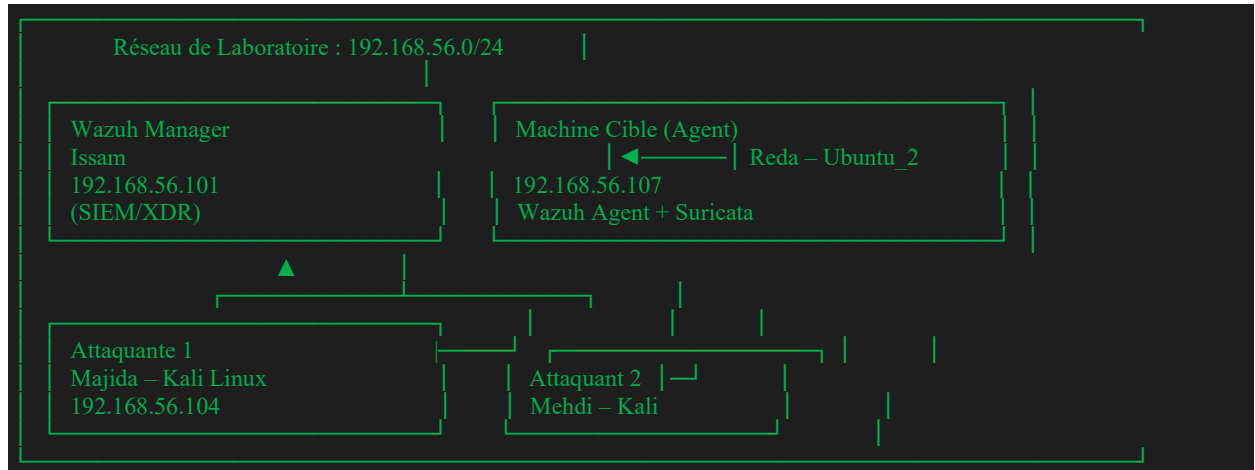 Réseau de Laboratoire : 192.168.56.0/24
Wazuh Manager
Issam
192.168.56.101
(SIEM/XDR)
Machine Cible (Agent)
Reda – Ubuntu_2
192.168.56.107
Wazuh Agent + Suricata
Attaquante 1
Majida – Kali Linux
192.168.56.104
Attaquant 2
Mehdi – Kali